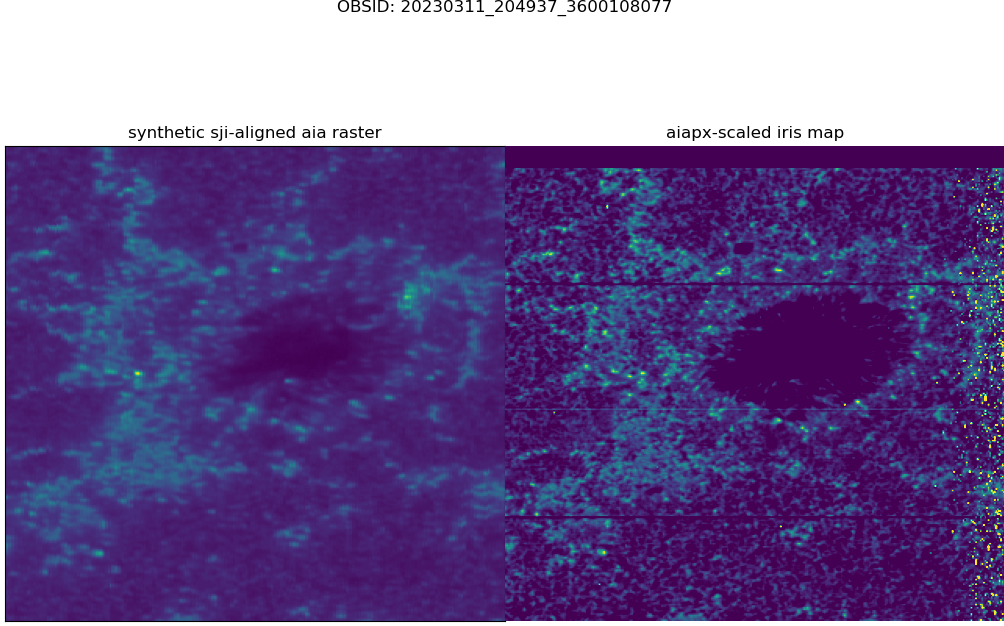 OBSID: 20230311_204937_3600108077
synthetic sji-aligned aia raster
aiapx-scaled iris map